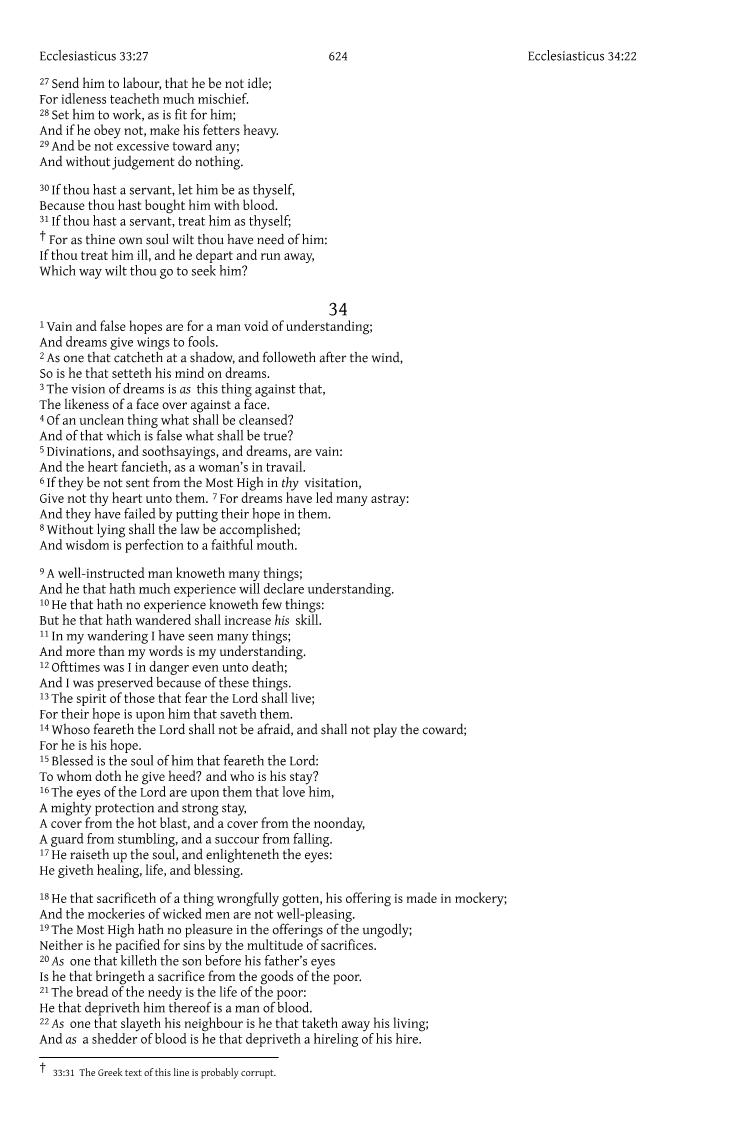 Ecclesiasticus 33:27 624 Ecclesiasticus 34:22
27 Send him to labour, that he be not idle;
For idleness teacheth much mischief.
28 Set him to work, as is fit for him;
And if he obey not, make his fetters heavy.
29 And be not excessive toward any;
And without judgement do nothing.
30 If thou hast a servant, let him be as thyself,
Because thou hast bought him with blood.
31 If thou hast a servant, treat him as thyself;
† For as thine own soul wilt thou have need of him:
If thou treat him ill, and he depart and run away,
Which way wilt thou go to seek him?
34
1 Vain and false hopes are for a man void of understanding;
And dreams give wings to fools.
2 As one that catcheth at a shadow, and followeth after the wind,
So is he that setteth his mind on dreams.
3 The vision of dreams is as this thing against that,
The likeness of a face over against a face.
4 Of an unclean thing what shall be cleansed?
And of that which is false what shall be true?
5 Divinations, and soothsayings, and dreams, are vain:
And the heart fancieth, as a woman's in travail.
6 If they be not sent from the Most High in thy visitation,
Give not thy heart unto them. 7 For dreams have led many astray:
And they have failed by putting their hope in them.
8 Without lying shall the law be accomplished;
And wisdom is perfection to a faithful mouth.
9 A well-instructed man knoweth many things;
And he that hath much experience will declare understanding.
10 He that hath no experience knoweth few things:
But he that hath wandered shall increase his skill.
11 In my wandering I have seen many things;
And more than my words is my understanding.
12 Ofttimes was I in danger even unto death;
And I was preserved because of these things.
13 The spirit of those that fear the Lord shall live;
For their hope is upon him that saveth them.
14 Whoso feareth the Lord shall not be afraid, and shall not play the coward;
For he is his hope.
15 Blessed is the soul of him that feareth the Lord:
To whom doth he give heed? and who is his stay?
16 The eyes of the Lord are upon them that love him,
A mighty protection and strong stay,
A cover from the hot blast, and a cover from the noonday,
A guard from stumbling, and a succour from falling.
17 He raiseth up the soul, and enlighteneth the eyes:
He giveth healing, life, and blessing.
18 He that sacrificeth of a thing wrongfully gotten, his offering is made in mockery;
And the mockeries of wicked men are not well-pleasing.
19 The Most High hath no pleasure in the offerings of the ungodly;
Neither is he pacified for sins by the multitude of sacrifices.
20 As one that killeth the son before his father's eyes
Is he that bringeth a sacrifice from the goods of the poor.
21 The bread of the needy is the life of the poor:
He that depriveth him thereof is a man of blood.
22 As one that slayeth his neighbour is he that taketh away his living;
And as a shedder of blood is he that depriveth a hireling of his hire.
† 33:31 The Greek text of this line is probably corrupt.